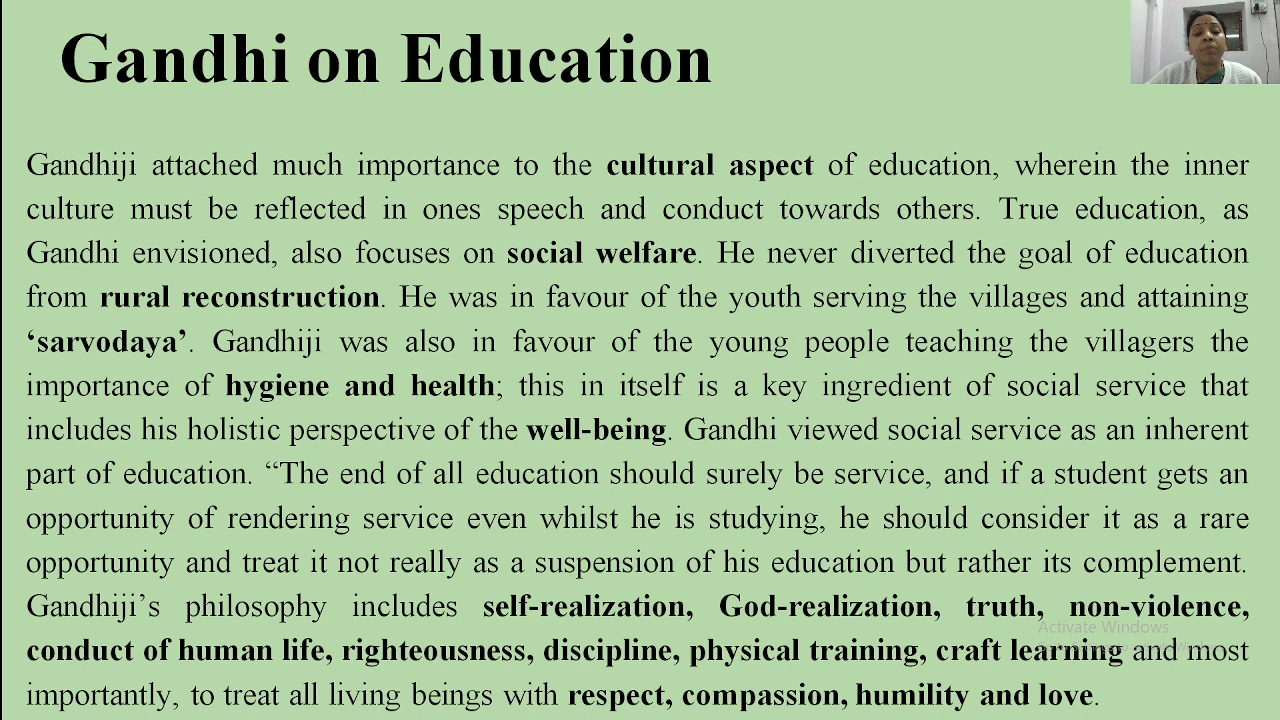 Gandhi on Education
Gandhiji attached much importance to the cultural aspect of education, wherein the inner
culture must be reflected in ones speech and conduct towards others. True education, as
Gandhi envisioned, also focuses on social welfare. He never diverted the goal of education
from rural reconstruction. He was in favour of the youth serving the villages and attaining
‘sarvodaya’. Gandhiji was also in favour of the young people teaching the villagers the
importance of hygiene and health; this in itself is a key ingredient of social service that
includes his holistic perspective of the well-being. Gandhi viewed social service as an inherent
part of education. “The end of all education should surely be service, and if a student gets an
opportunity of rendering service even whilst he is studying, he should consider it as a rare
opportunity and treat it not really as a suspension of his education but rather its complement.
Gandhiji’s philosophy includes self-realization, God-realization, truth, non-violence,
conduct of human life, righteousness, discipline, physical training, craft learning and most
importantly, to treat all living beings with respect, compassion, humility and love.
Activate Windows